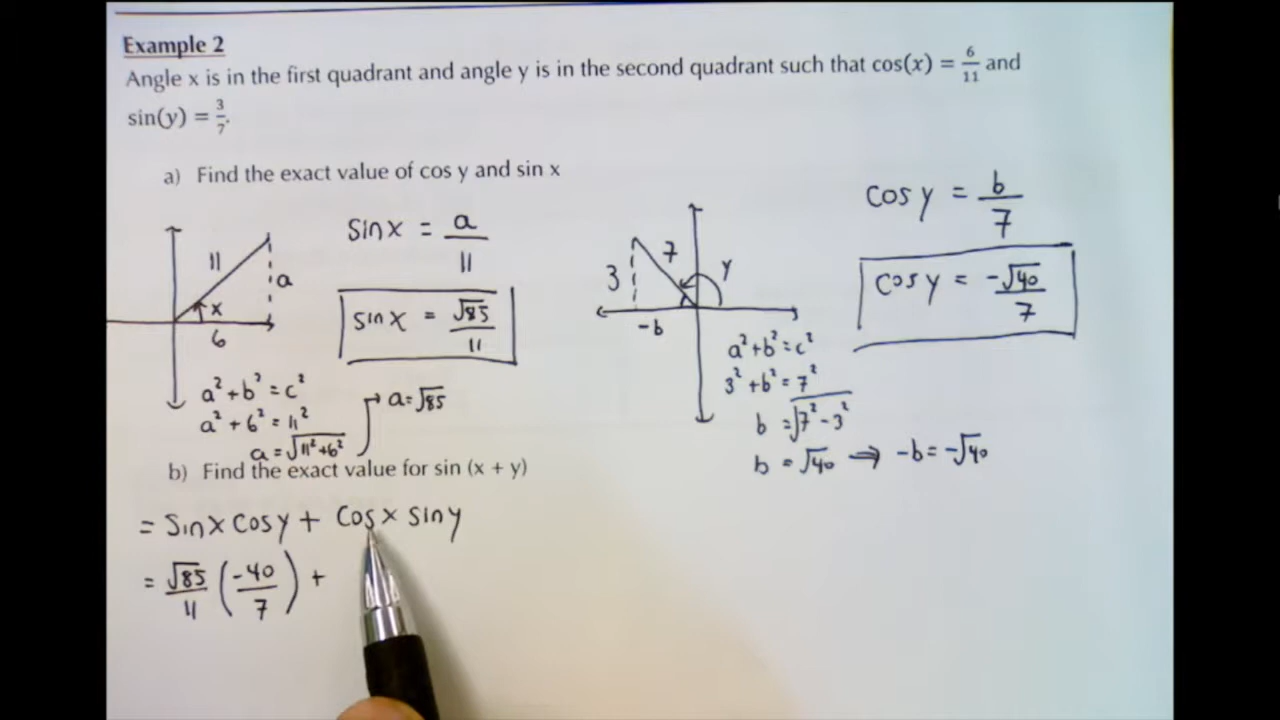 Example 2
Angle x is in the first quadrant and angle y is in the second quadrant such that cos(x) = 6/11 and
sin(y) = 3/7.
a) Find the exact value of cos y and sin x
11
a
x
6
sin x = a/11
sin x = √85/11
a² + b² = c²
a² + 6² = 11²
a = √11² + 6²
→ a = √85
3
7
y
-b
a² + b² = c²
3² + b² = 7²
b = √7² - 3²
b = √40 → -b = -√40
Cos y = b/7
Cos y = -√40/7
b) Find the exact value for sin (x + y)
= Sin x Cos y + Cos x sin y
= √85/11 (-40/7) +